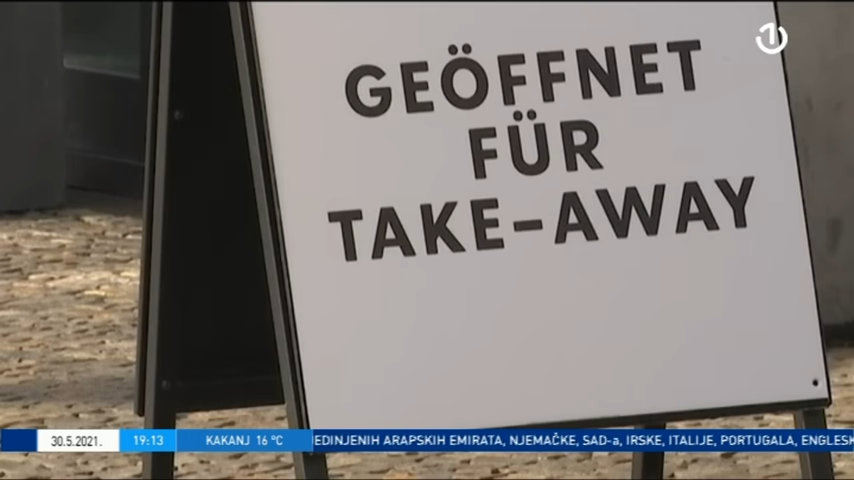 GEÖFFNET
FÜR
TAKE-AWAY
30.5.2021. 19:13 KAKANJ 16 °C JEDINJENIH ARAPSKIH EMIRATA, NJEMAČKE, SAD-a, IRSKE, ITALIJE, PORTUGALA, ENGLESK